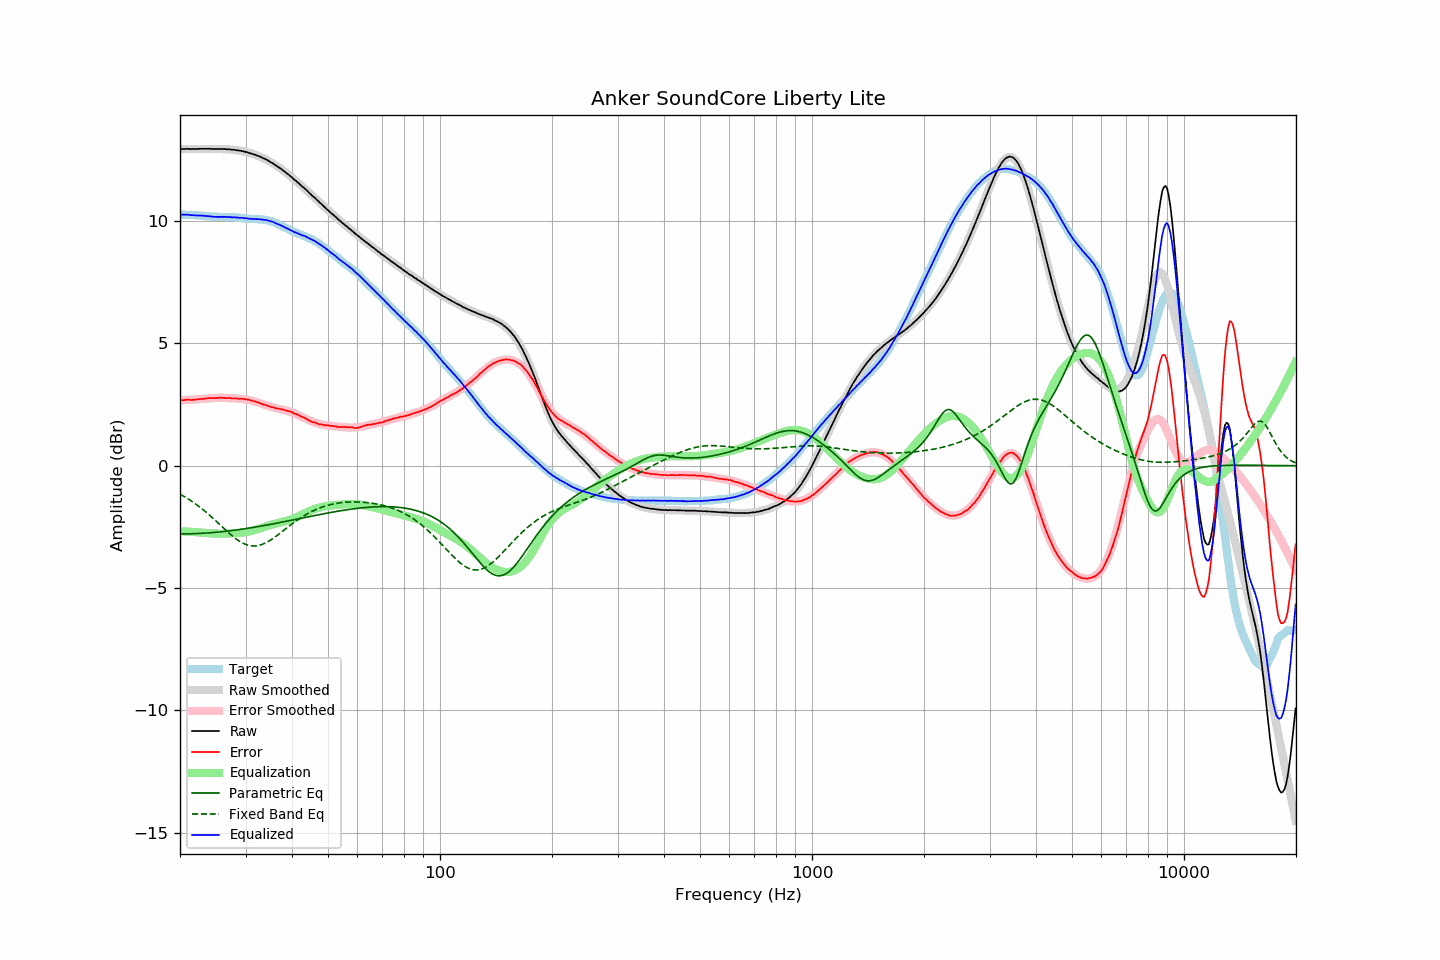 Anker SoundCore Liberty Lite
Amplitude (dBr)
10
5
0
−5
−10
−15
Target
Raw Smoothed
Error Smoothed
Raw
Error
Equalization
Parametric Eq
Fixed Band Eq
Equalized
100 1000 10000
Frequency (Hz)